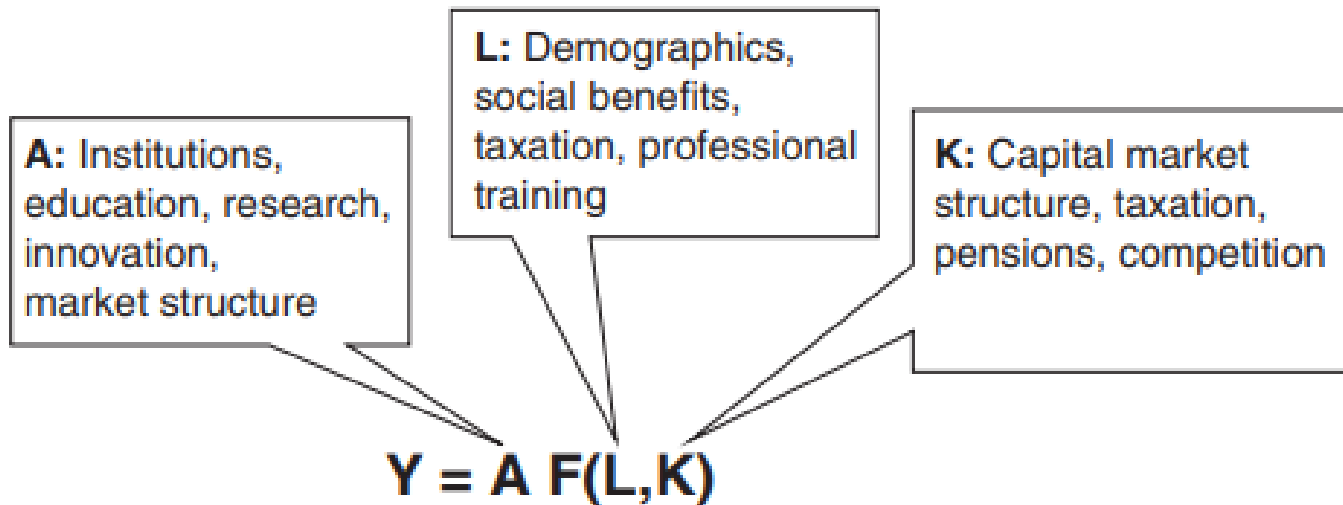 A: Institutions,
education, research,
innovation,
market structure
L: Demographics,
social benefits,
taxation, professional
training
K: Capital market
structure, taxation,
pensions, competition
Y = A F(L,K)